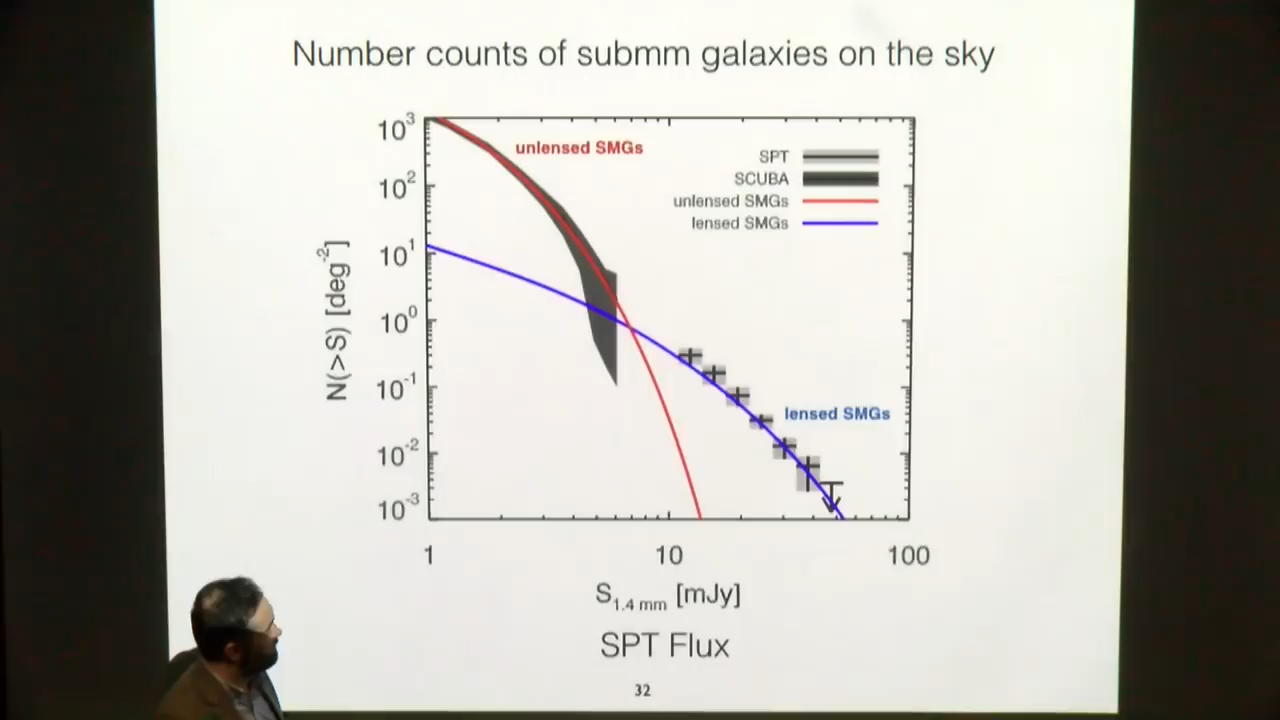 Number counts of submm galaxies on the sky
unlensed SMGs
SPT
SCUBA
unlensed SMGs
lensed SMGs
10³
10²
10¹
10⁰
10⁻¹
10⁻²
10⁻³
N(>S) [deg⁻²]
lensed SMGs
1 10 100
S₁.₄ ₘₘ [mJy]
SPT Flux
32